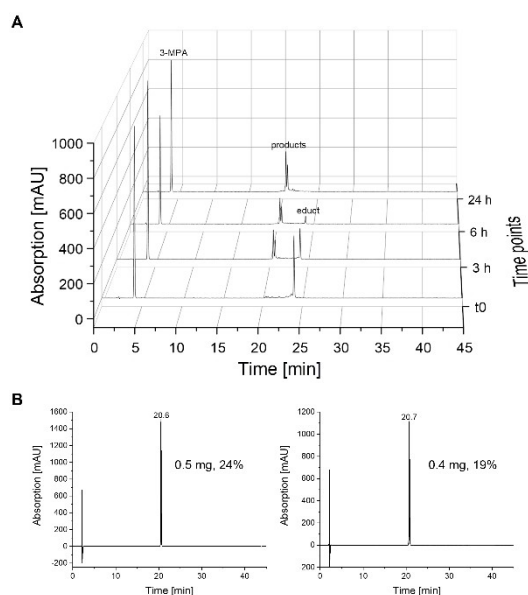 A
3-MPA
products
educt
1000
800
600
400
200
0
Absorption [mAU]
0 5 10 15 20 25 30 35 40 45
Time [min]
24 h
6 h
3 h
t0
Time points
B
1600
1400
1200
1000
800
600
400
200
0
-200
Absorption [mAU]
20.6
0.5 mg, 24%
0 10 20 30 40
Time [min]
1200
1000
800
600
400
200
0
200
Absorption [mAU]
20.7
0.4 mg, 19%
0 10 20 30 40
Time [min]